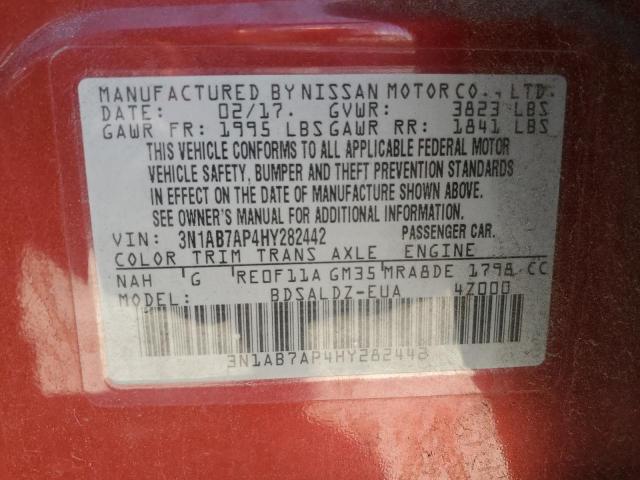 MANUFACTURED BY NISSAN MOTOR CO., LTD.
DATE: 02/17. GVWR: 3823 LBS
GAWR FR: 1995 LBS GAWR RR: 1841 LBS
THIS VEHICLE CONFORMS TO ALL APPLICABLE FEDERAL MOTOR
VEHICLE SAFETY, BUMPER AND THEFT PREVENTION STANDARDS
IN EFFECT ON THE DATE OF MANUFACTURE SHOWN ABOVE.
SEE OWNER'S MANUAL FOR ADDITIONAL INFORMATION.
VIN: 3N1AB7AP4HY282442 PASSENGER CAR.
COLOR TRIM TRANS AXLE ENGINE
NAH G RE0F11A GM35 MRA8DE 1798 CC
MODEL: BDSALDZ-EUA 4Z000
3N1AB7AP4HY282442